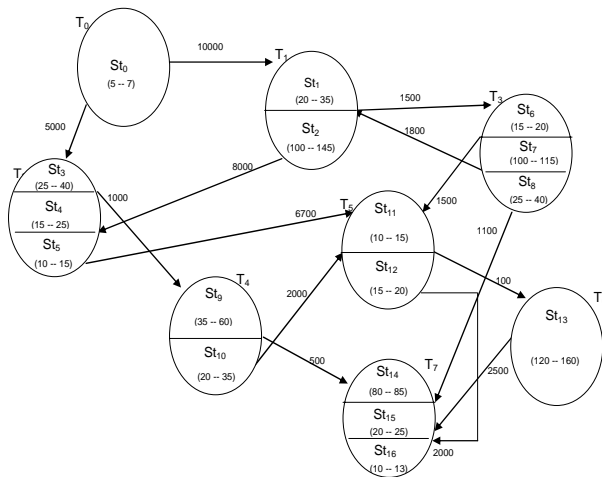 T0
St0
(5 -- 7)
10000
T1
St1
(20 -- 35)
St2
(100 -- 145)
1500
1800
T3
St6
(15 -- 20)
St7
(100 -- 115)
St8
(25 -- 40)
5000
8000
T
St3
(25 -- 40)
St4
(15 -- 25)
St5
(10 -- 15)
1000
6700
T5
St11
(10 -- 15)
St12
(15 -- 20)
1500
1100
100
T4
St9
(35 -- 60)
St10
(20 -- 35)
2000
500
T
St13
(120 -- 160)
T7
St14
(80 -- 85)
St15
(20 -- 25)
St16
(10 -- 13)
2500
2000